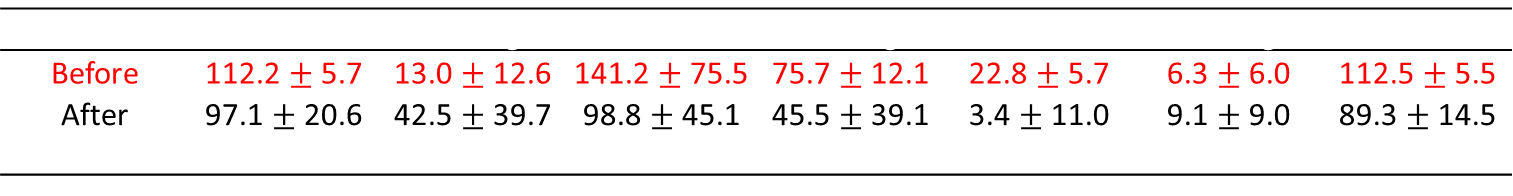 Before 112.2 ± 5.7 13.0 ± 12.6 141.2 ± 75.5 75.7 ± 12.1 22.8 ± 5.7 6.3 ± 6.0 112.5 ± 5.5
After 97.1 ± 20.6 42.5 ± 39.7 98.8 ± 45.1 45.5 ± 39.1 3.4 ± 11.0 9.1 ± 9.0 89.3 ± 14.5